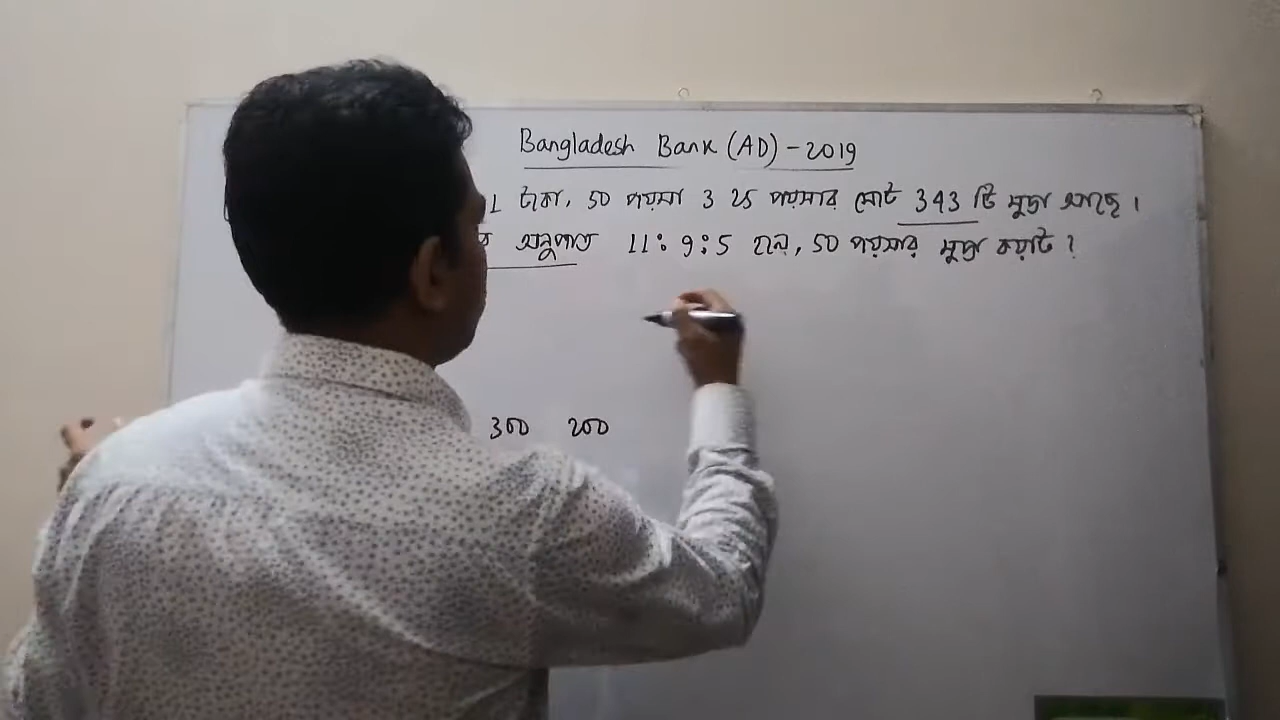 Bangladesh Bank (AD) - 2019
1 টাকা, 50 পয়সা ও 25 পয়সার মোট 343 টি মুদ্রা আছে।
অনুপাত 11: 9:5 হলে, 50 পয়সার মুদ্রা কয়টি ?
300 200